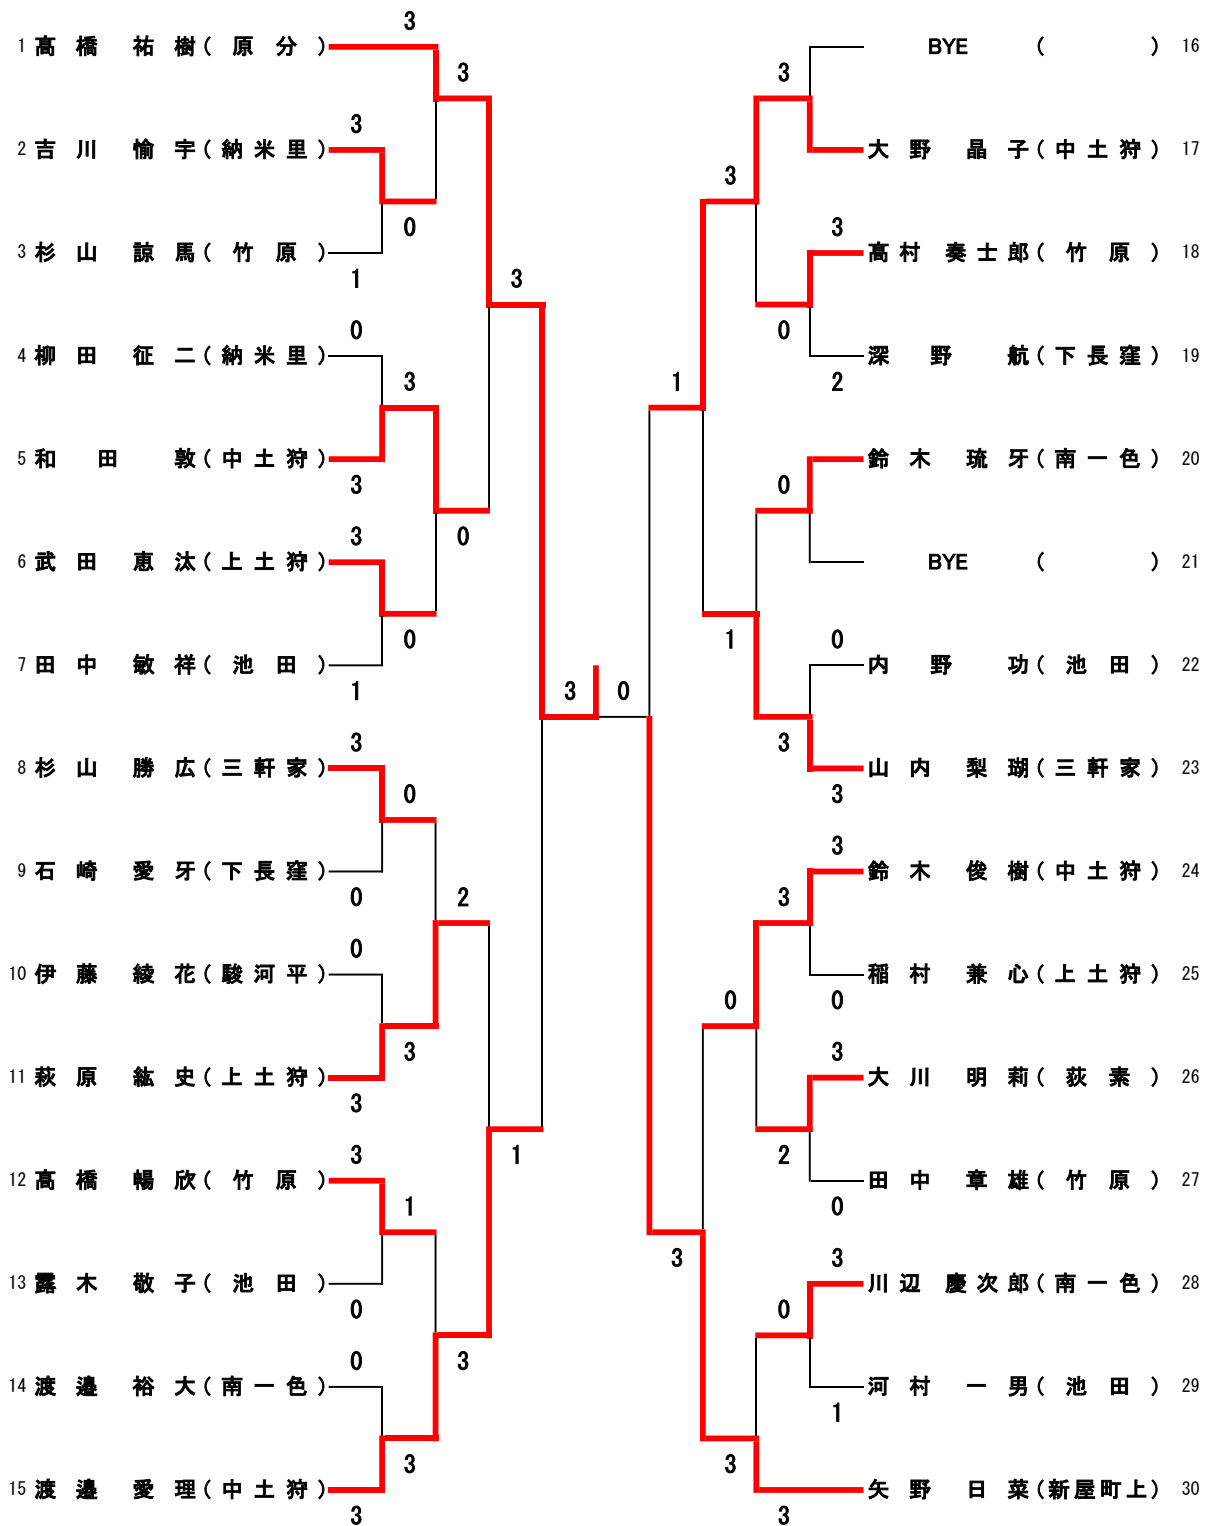 3
1 高橋 祐樹(原分) BYE ( ) 16
3 3
3
2 吉川 愉宇(納米里) 大野 晶子(中土狩) 17
3
0 3
3 杉山 諒馬(竹原) 高村 奏士郎(竹原) 18
1 3
0 0
4 柳田 征二(納米里) 深野 航(下長窪) 19
3 1 2
5 和田 敦(中土狩) 鈴木 琉牙(南一色) 20
3 0
3 0
6 武田 恵汰(上土狩) BYE ( ) 21
0 1 0
7 田中 敏祥(池田) 内野 功(池田) 22
1 3 0
3 3
8 杉山 勝広(三軒家) 山内 梨瑚(三軒家) 23
0 3
3
9 石崎 愛牙(下長窪) 鈴木 俊樹(中土狩) 24
0 2 3
0
10 伊藤 綾花(駿河平) 稲村 兼心(上土狩) 25
0 0
3 3
11 萩原 紘史(上土狩) 大川 明莉(荻素) 26
3
3 1 2
12 高橋 暢欣(竹原) 田中 章雄(竹原) 27
1 0
3 3
13 露木 敬子(池田) 川辺 慶次郎(南一色) 28
0 0
0 3
14 渡邉 裕大(南一色) 河村 一男(池田) 29
1
3 3
15 渡邉 愛理(中土狩) 矢野 日菜(新屋町上) 30
3 3